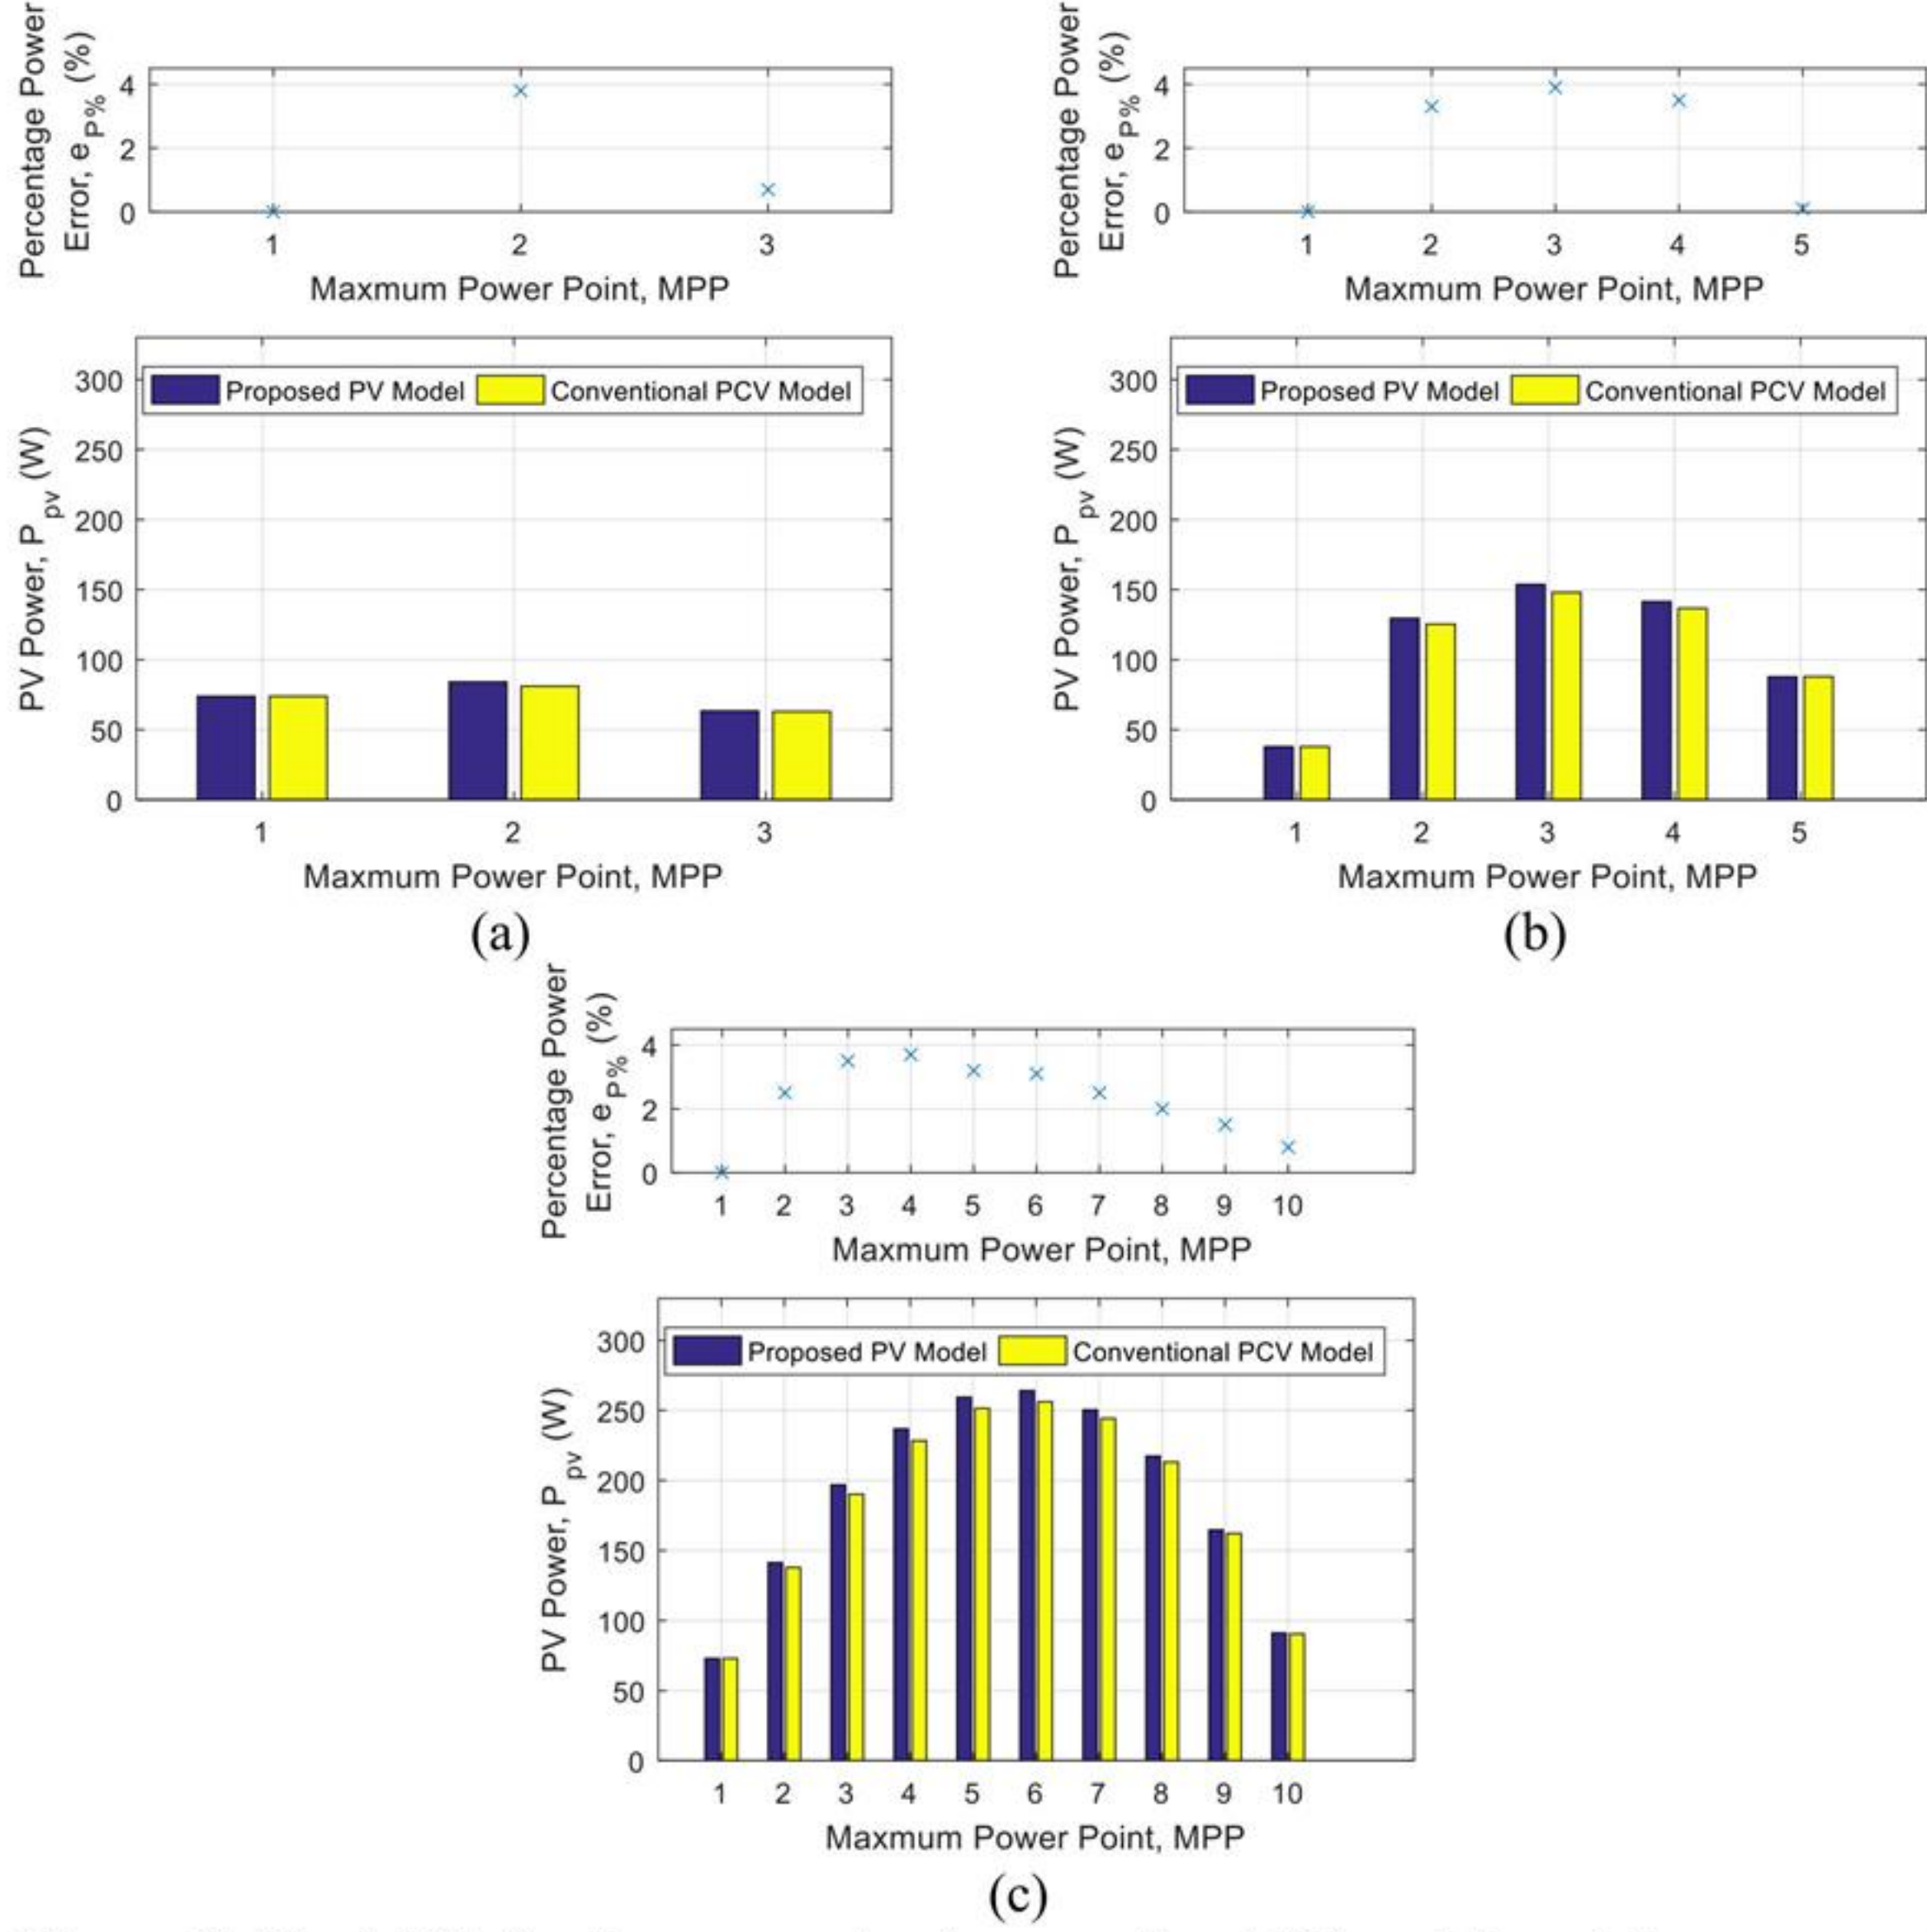 Percentage Power
Error, e P% (%)
4
2
0
1 2 3
Maxmum Power Point, MPP
PV Power, P pv (W)
300
250
200
150
100
50
0
Proposed PV Model Conventional PCV Model
1 2 3
Maxmum Power Point, MPP
(a)
Percentage Power
Error, e P% (%)
4
2
0
1 2 3 4 5
Maxmum Power Point, MPP
PV Power, P pv (W)
300
250
200
150
100
50
0
Proposed PV Model Conventional PCV Model
1 2 3 4 5
Maxmum Power Point, MPP
(b)
Percentage Power
Error, e P% (%)
4
2
0
1 2 3 4 5 6 7 8 9 10
Maxmum Power Point, MPP
PV Power, P pv (W)
300
250
200
150
100
50
0
Proposed PV Model Conventional PCV Model
1 2 3 4 5 6 7 8 9 10
Maxmum Power Point, MPP
(c)